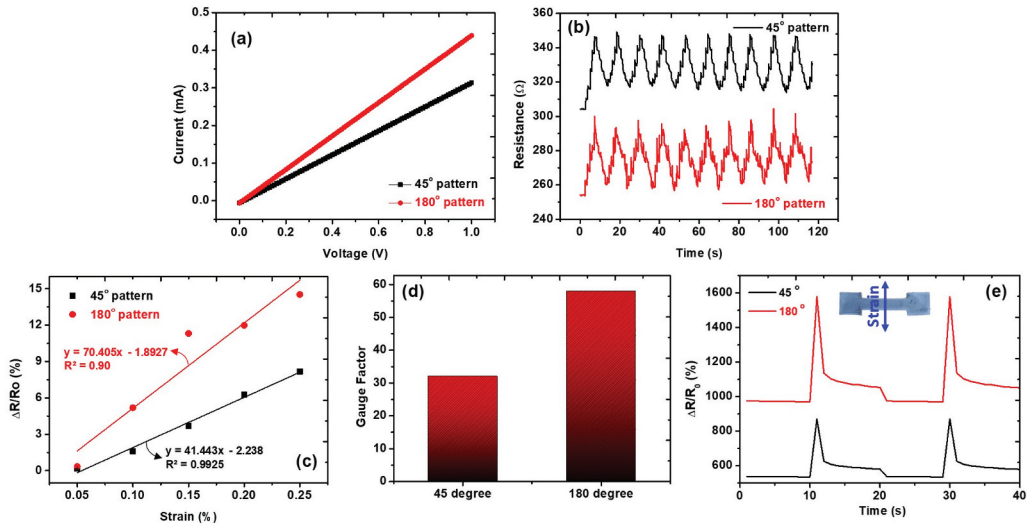 (a)
Current (mA)
0.5
0.4
0.3
0.2
0.1
0.0
45° pattern
180° pattern
0.0 0.2 0.4 0.6 0.8 1.0
Voltage (V)
(b)
Resistance (Ω)
360
340
320
300
280
260
240
45° pattern
180° pattern
0 20 40 60 80 100 120
Time (s)
ΔR/Ro (%)
15
12
9
6
3
0
45° pattern
180° pattern
y = 70.405x - 1.8927
R² = 0.90
y = 41.443x - 2.238
R² = 0.9925
(c)
0.05 0.10 0.15 0.20 0.25
Strain (%)
(d)
Gauge Factor
60
50
40
30
20
10
0
45 degree 180 degree
(e)
ΔR/R₀ (%)
1600
1400
1200
1000
800
600
45°
180°
Strain
0 10 20 30 40
Time (s)